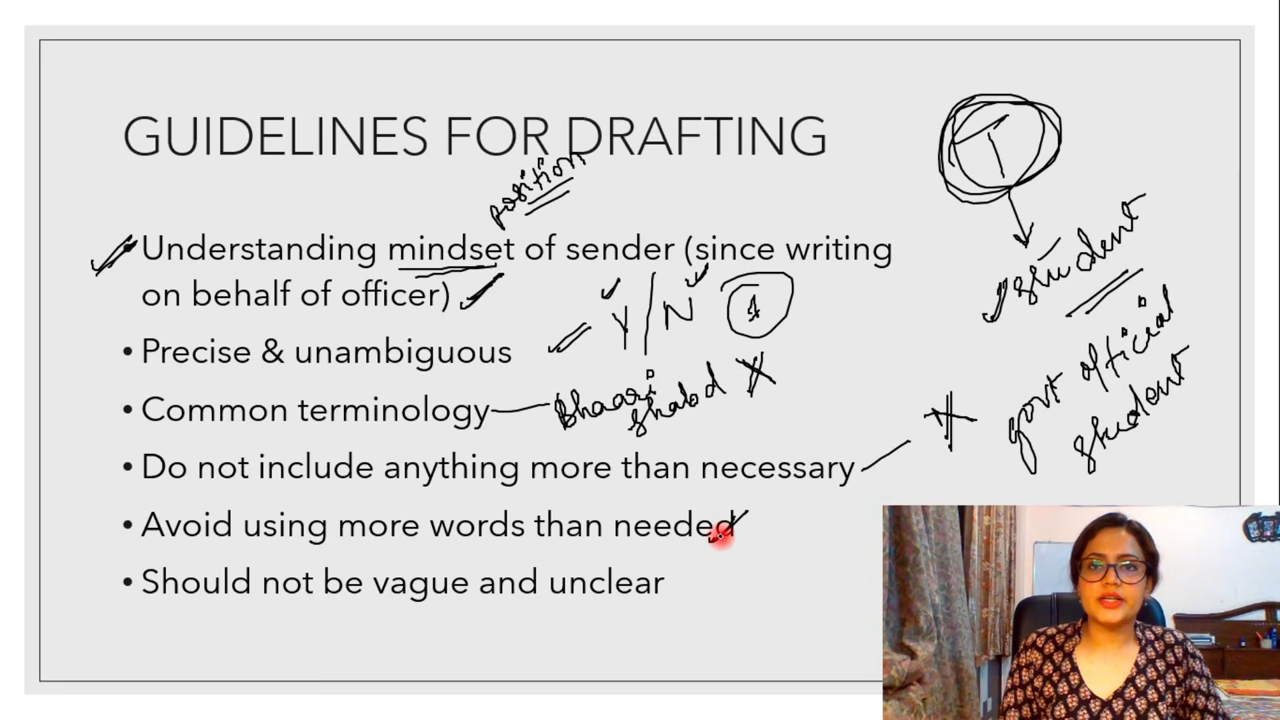 GUIDELINES FOR DRAFTING
position
Understanding mindset of sender (since writing
on behalf of officer)
Y/N
1
• Precise & unambiguous
• Common terminology
Bhaari
shabd X
• Do not include anything more than necessary
• Avoid using more words than needed
• Should not be vague and unclear
I
student
govt official
student